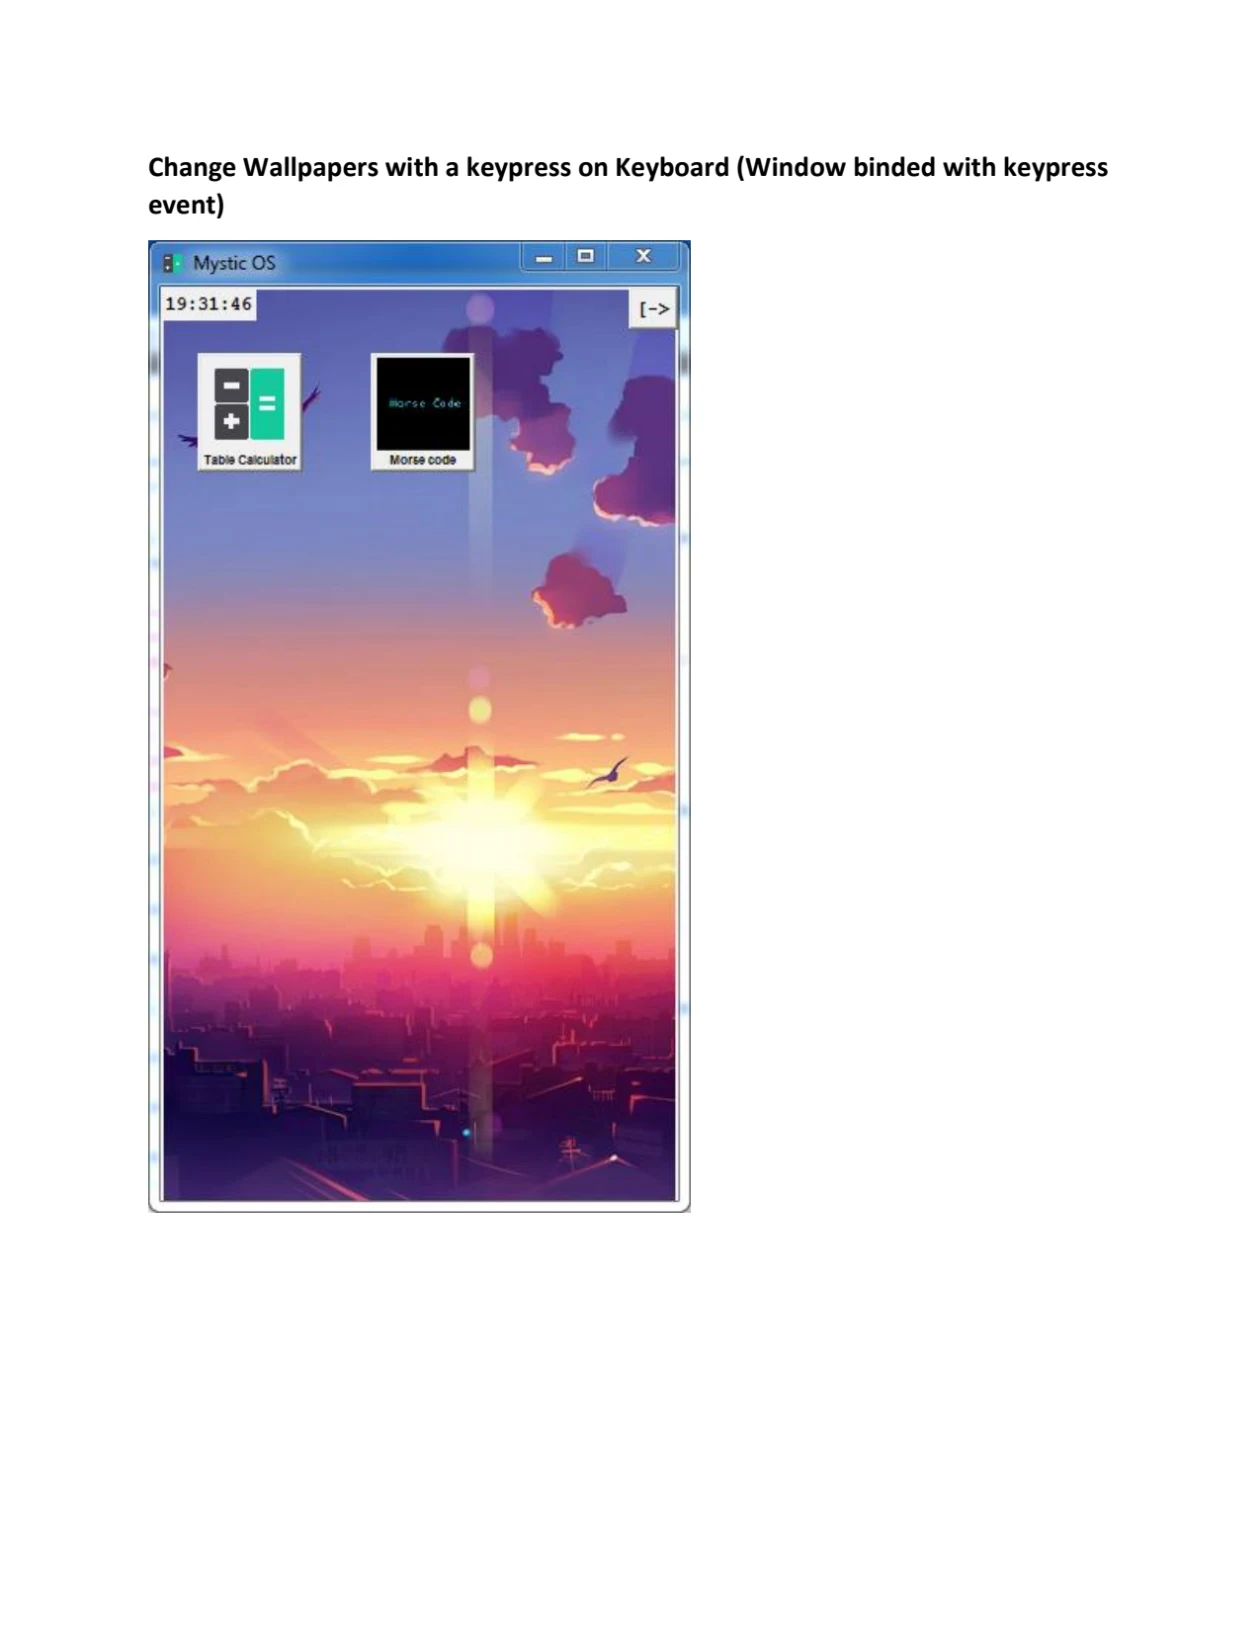 Change Wallpapers with a keypress on Keyboard (Window binded with keypress
event)
Mystic OS
19:31:46
[->
Morse Code
Table Calculator
Morse code